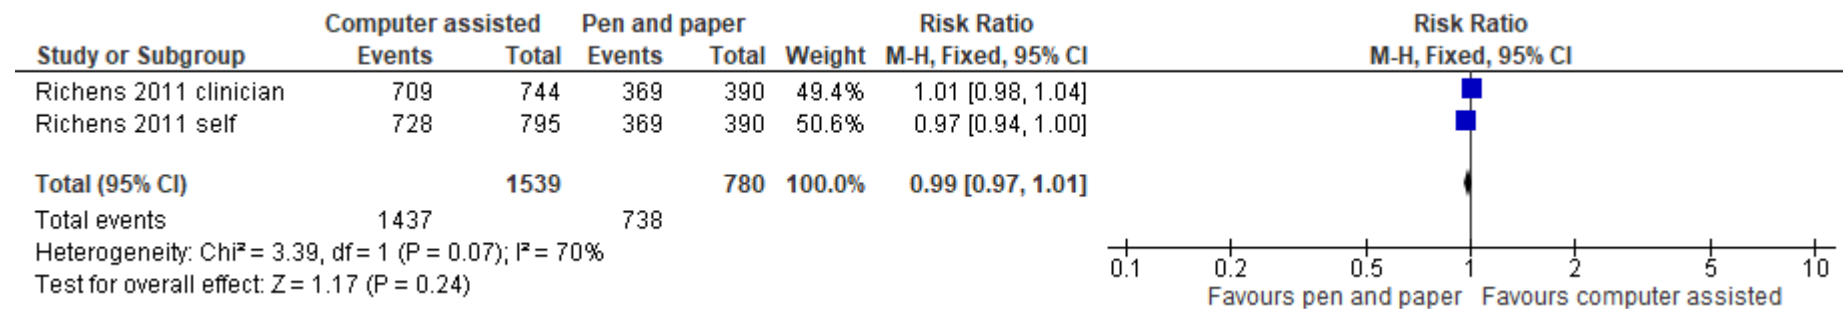 Computer assisted Pen and paper Risk Ratio Risk Ratio
Study or Subgroup Events Total Events Total Weight M-H, Fixed, 95% CI M-H, Fixed, 95% CI
Richens 2011 clinician 709 744 369 390 49.4% 1.01 [0.98, 1.04]
Richens 2011 self 728 795 369 390 50.6% 0.97 [0.94, 1.00]
Total (95% CI) 1539 780 100.0% 0.99 [0.97, 1.01]
Total events 1437 738
Heterogeneity: Chi² = 3.39, df = 1 (P = 0.07); I² = 70%
Test for overall effect: Z = 1.17 (P = 0.24)
0.1 0.2 0.5 1 2 5 10
Favours pen and paper Favours computer assisted